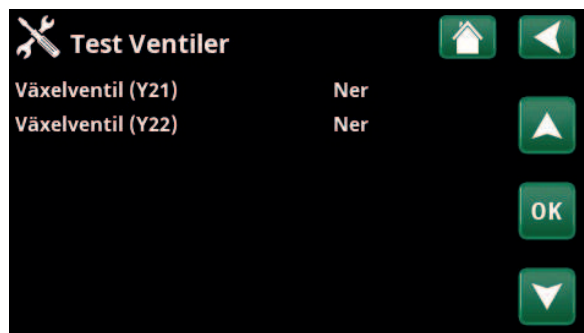 Test Ventiler
Växelventil (Y21) Ner
Växelventil (Y22) Ner
OK